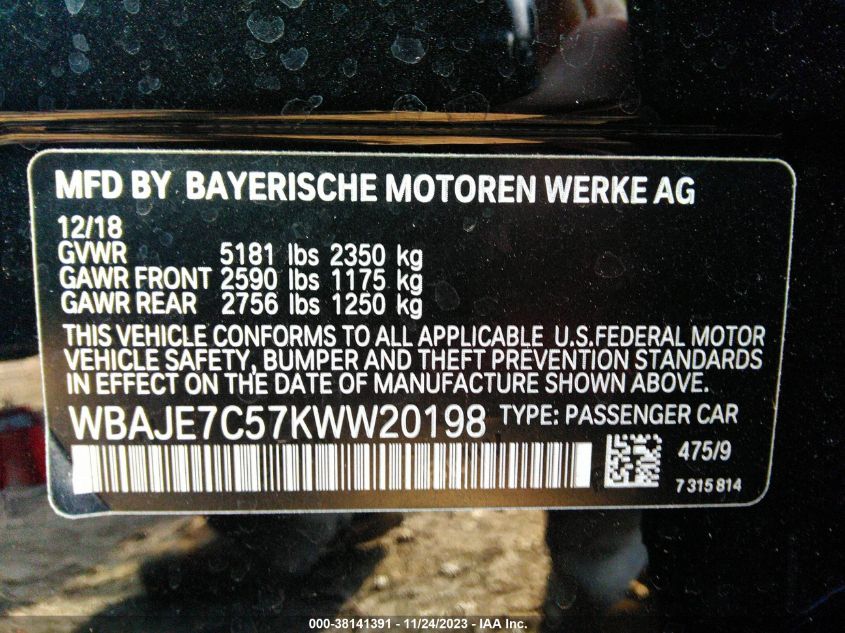 MFD BY BAYERISCHE MOTOREN WERKE AG
12/18
GVWR 5181 lbs 2350 kg
GAWR FRONT 2590 lbs 1175 kg
GAWR REAR 2756 lbs 1250 kg
THIS VEHICLE CONFORMS TO ALL APPLICABLE U.S.FEDERAL MOTOR
VEHICLE SAFETY, BUMPER AND THEFT PREVENTION STANDARDS
IN EFFECT ON THE DATE OF MANUFACTURE SHOWN ABOVE.
WBAJE7C57KWW20198 TYPE: PASSENGER CAR
475/9
7 315 814
000-38141391 - 11/24/2023 - IAA Inc.